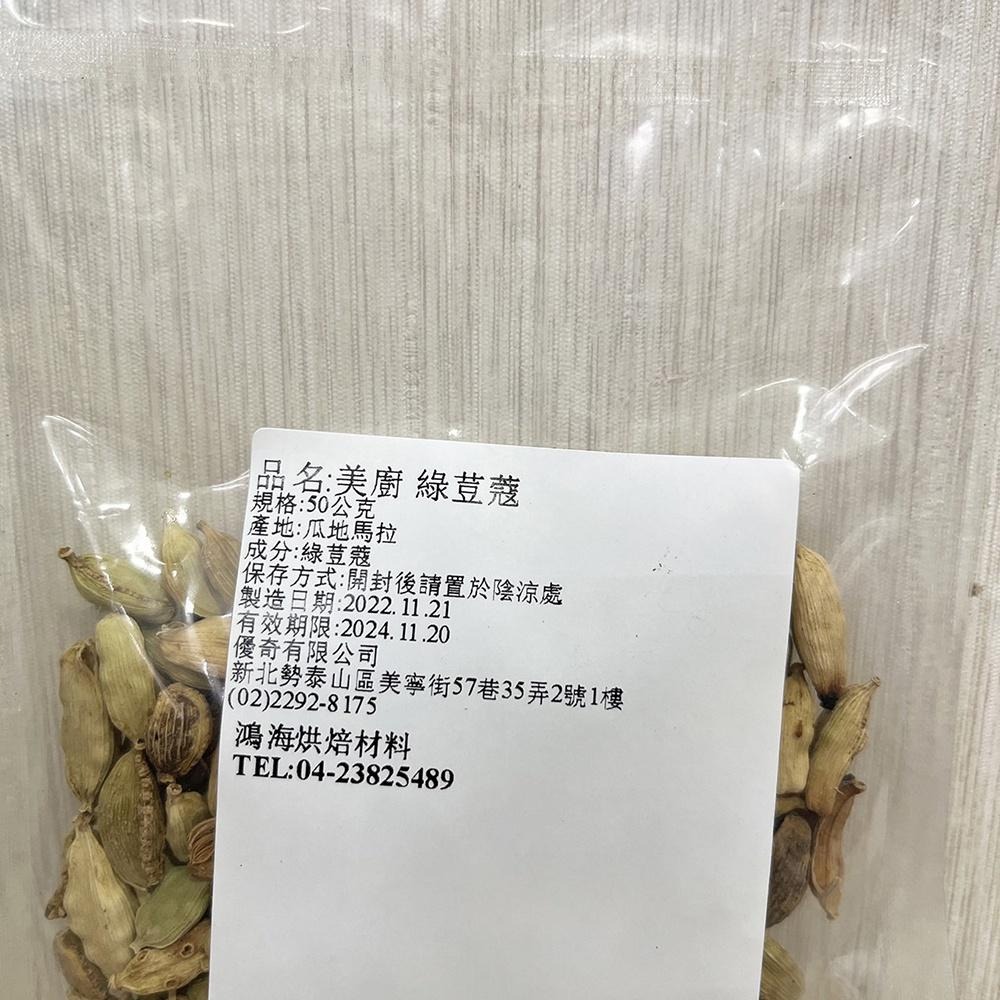 品名:美廚 綠荳蔻
規格:50公克
產地:瓜地馬拉
成分:綠荳蔻
保存方式:開封後請置於陰涼處
製造日期:2022.11.21
有效期限:2024.11.20
優奇有限公司
新北勢泰山區美寧街57巷35弄2號1樓
(02)2292-8175
鴻海烘焙材料
TEL:04-23825489